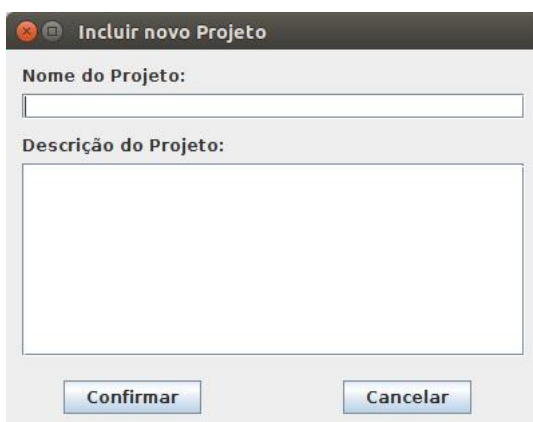 Incluir novo Projeto
Nome do Projeto:
Descrição do Projeto:
Confirmar Cancelar